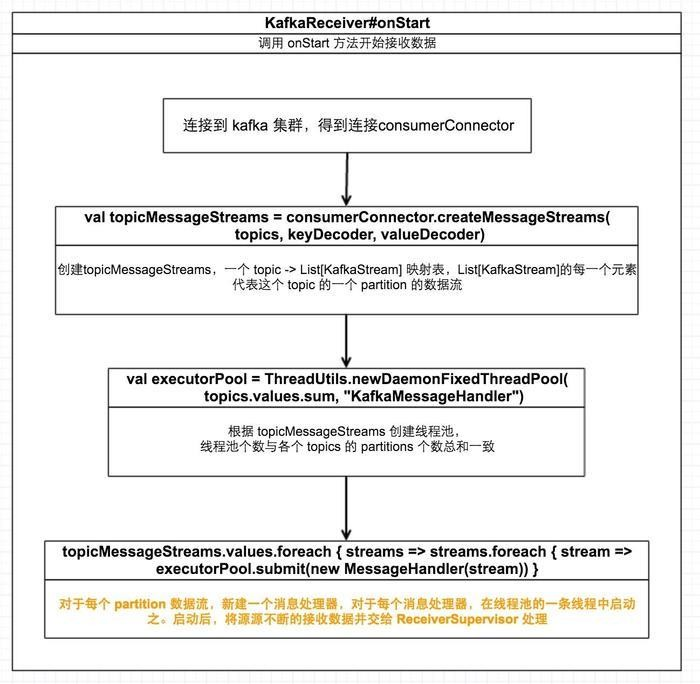 KafkaReceiver#onStart
调用 onStart 方法开始接收数据
连接到 kafka 集群，得到连接consumerConnector
val topicMessageStreams = consumerConnector.createMessageStreams(
topics, keyDecoder, valueDecoder)
创建topicMessageStreams，一个 topic -> List[KafkaStream] 映射表，List[KafkaStream]的每一个元素
代表这个 topic 的一个 partition 的数据流
val executorPool = ThreadUtils.newDaemonFixedThreadPool(
topics.values.sum, "KafkaMessageHandler")
根据 topicMessageStreams 创建线程池，
线程池个数与各个 topics 的 partitions 个数总和一致
topicMessageStreams.values.foreach { streams => streams.foreach { stream =>
executorPool.submit(new MessageHandler(stream)) }
对于每个 partition 数据流，新建一个消息处理器，对于每个消息处理器，在线程池的一条线程中启动
之。启动后，将源源不断的接收数据并交给 ReceiverSupervisor 处理